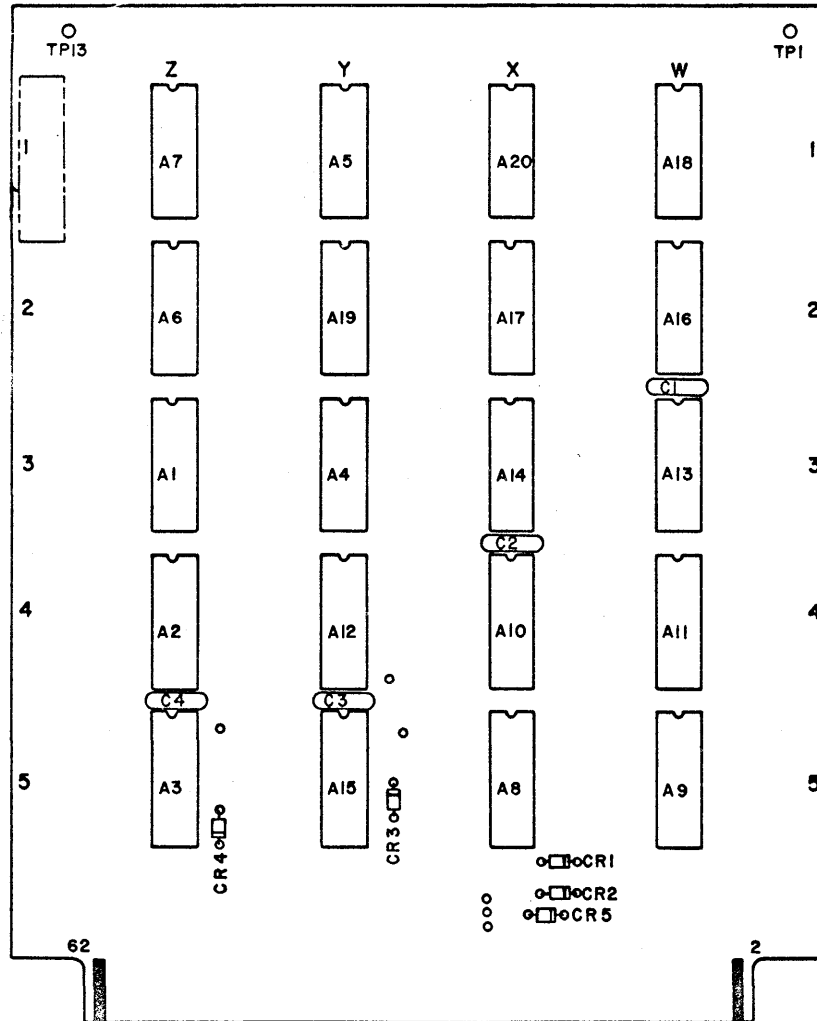 TP13 TP1
Z Y X W
1 A7 A5 A20 A18 1
2 A6 A19 A17 A16 2
C1
3 A1 A4 A14 A13 3
C2
4 A2 A12 A10 A11 4
C4 C3
5 A3 A15 A8 A9 5
CR4 CR3 CR1
CR2
CR5
62 2